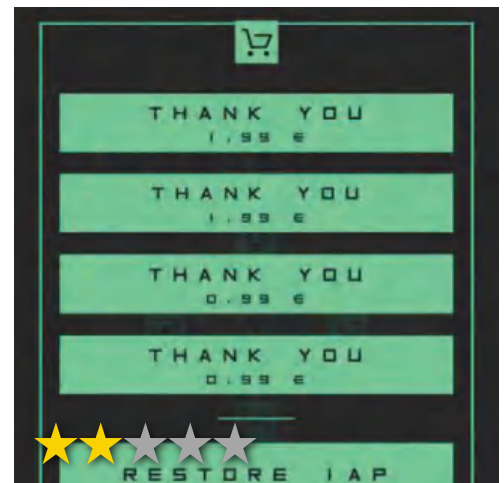 THANK YOU
1.99 €
THANK YOU
1.99 €
THANK YOU
0.99 €
THANK YOU
0.99 €
RESTORE IAP